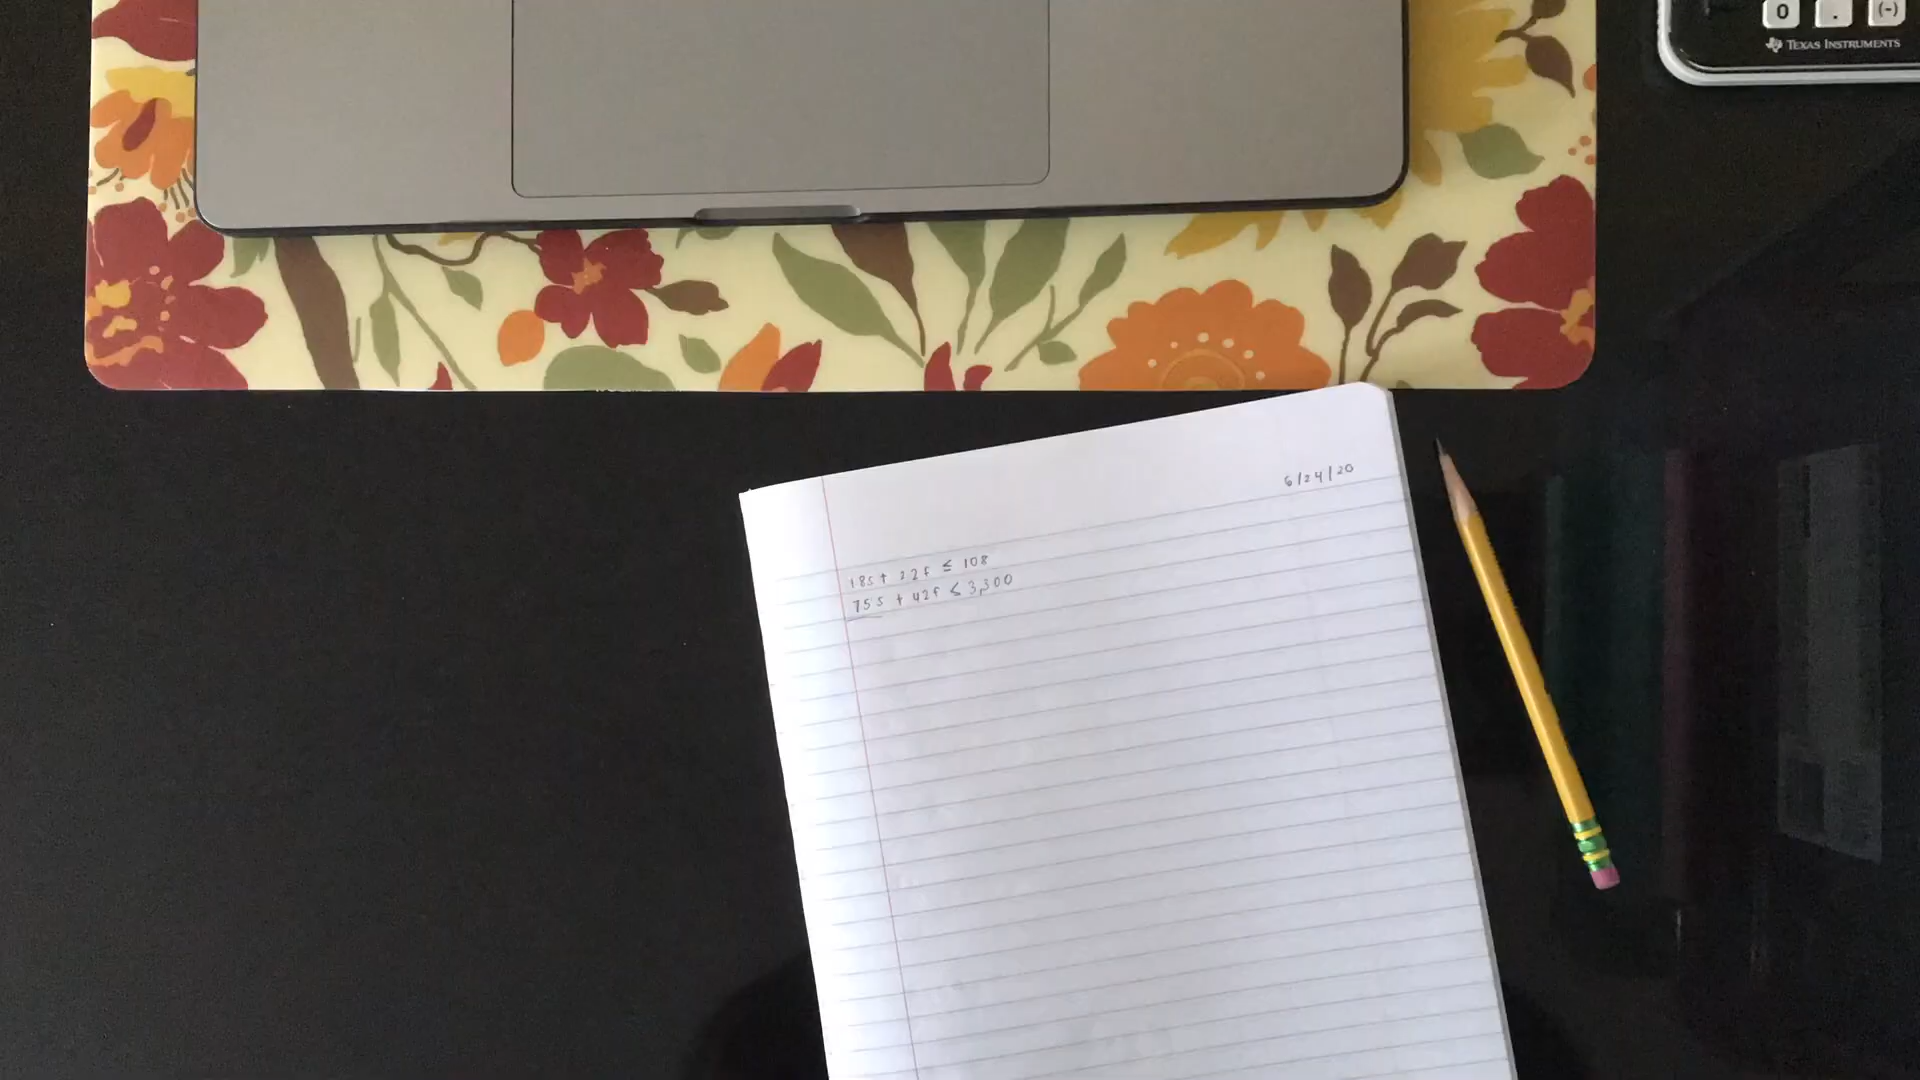 0 . (-)
TEXAS INSTRUMENTS
6/24/20
18s + 22f ≤ 108
75s + 42f ≤ 3,300